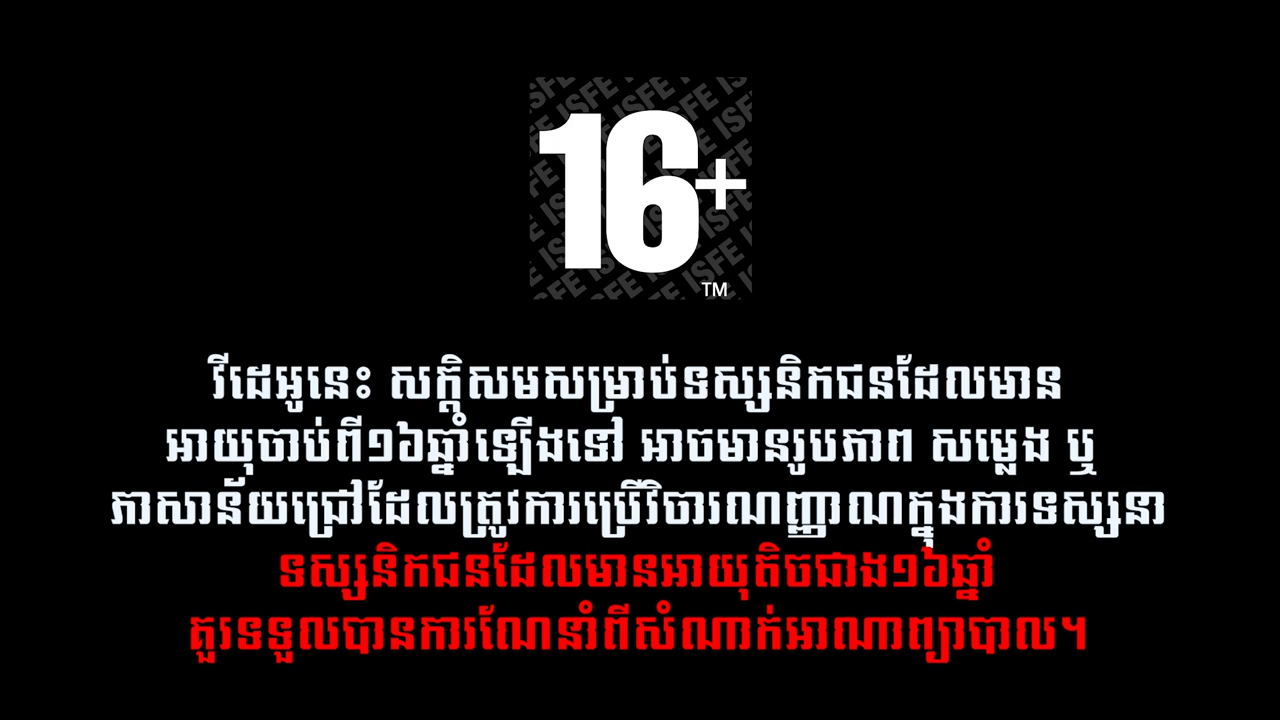 16+
TM
វីដេអូនេះ សក្តិសមសម្រាប់ទស្សនិកជនដែលមាន
អាយុចាប់ពី១៦ឆ្នាំឡើងទៅ អាចមានរូបភាព សម្លេង ឬ
ភាសាន័យជ្រៅដែលត្រូវការប្រើវិចារណញ្ញាណក្នុងការទស្សនា
ទស្សនិកជនដែលមានអាយុតិចជាង១៦ឆ្នាំ
គួរទទួលបានការណែនាំពីសំណាក់អាណាព្យាបាល។